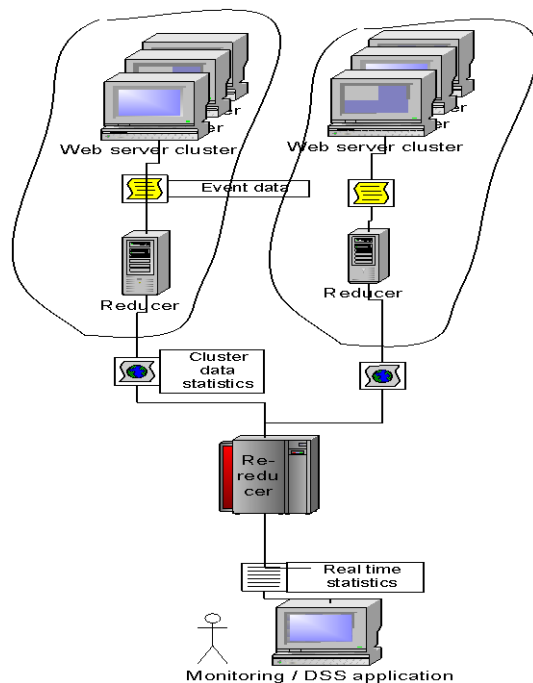 Web server cluster
Web server cluster
Event data
Reducer
Reducer
Cluster
data
statistics
Re-
redu
cer
Real time
statistics
Monitoring / DSS application